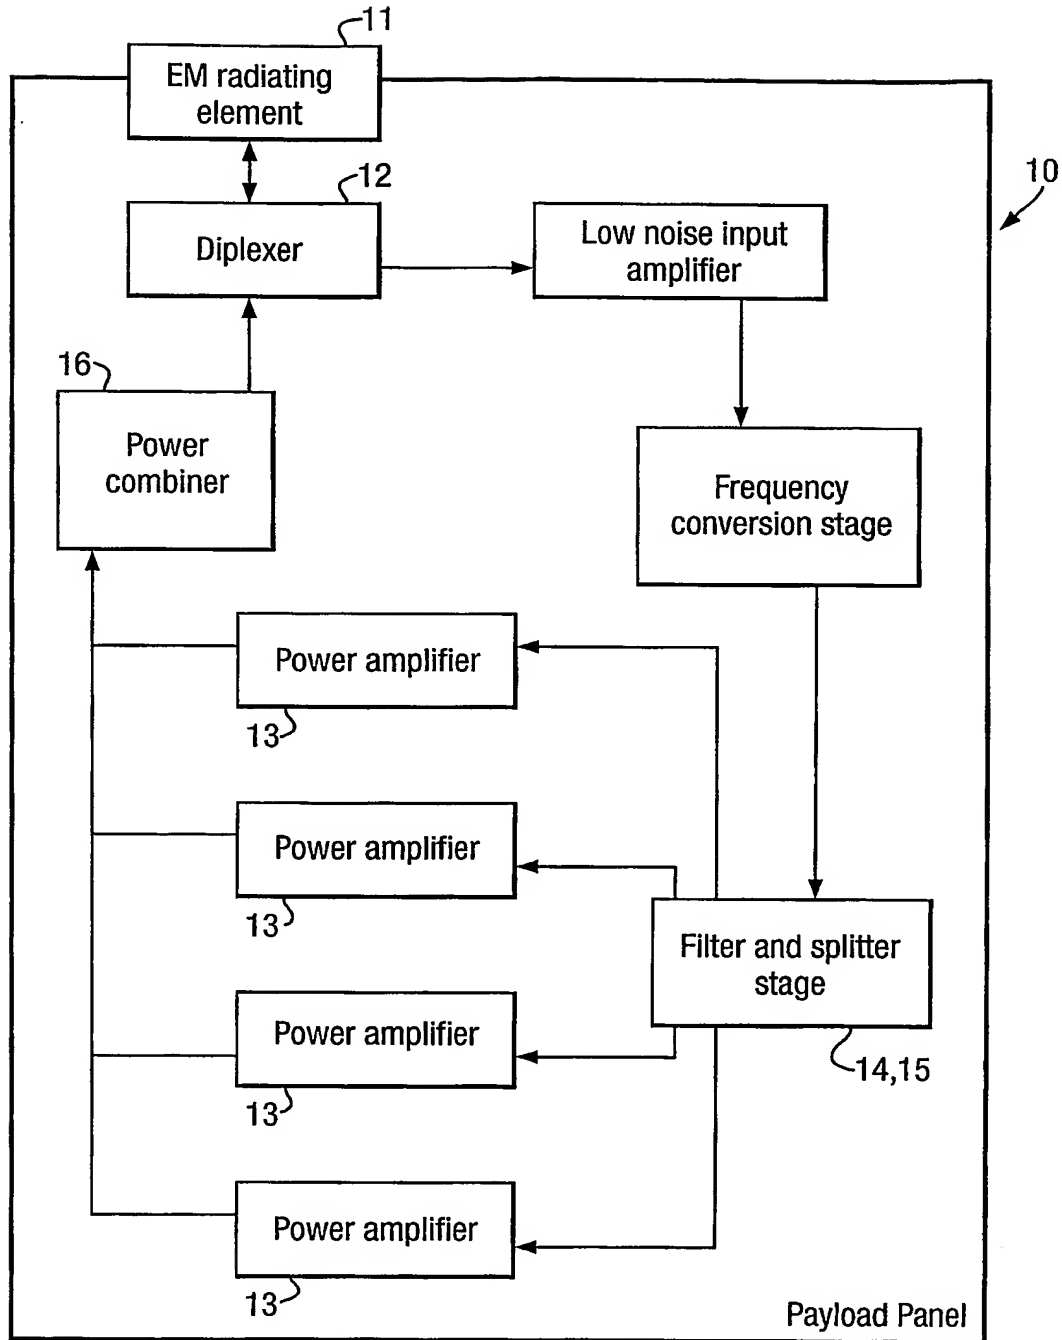 11
EM radiating
element
10
12
Diplexer
Low noise input
amplifier
16
Power
combiner
Frequency
conversion stage
Power amplifier
13
Power amplifier
13
Filter and splitter
stage
14,15
Power amplifier
13
Power amplifier
13
Payload Panel